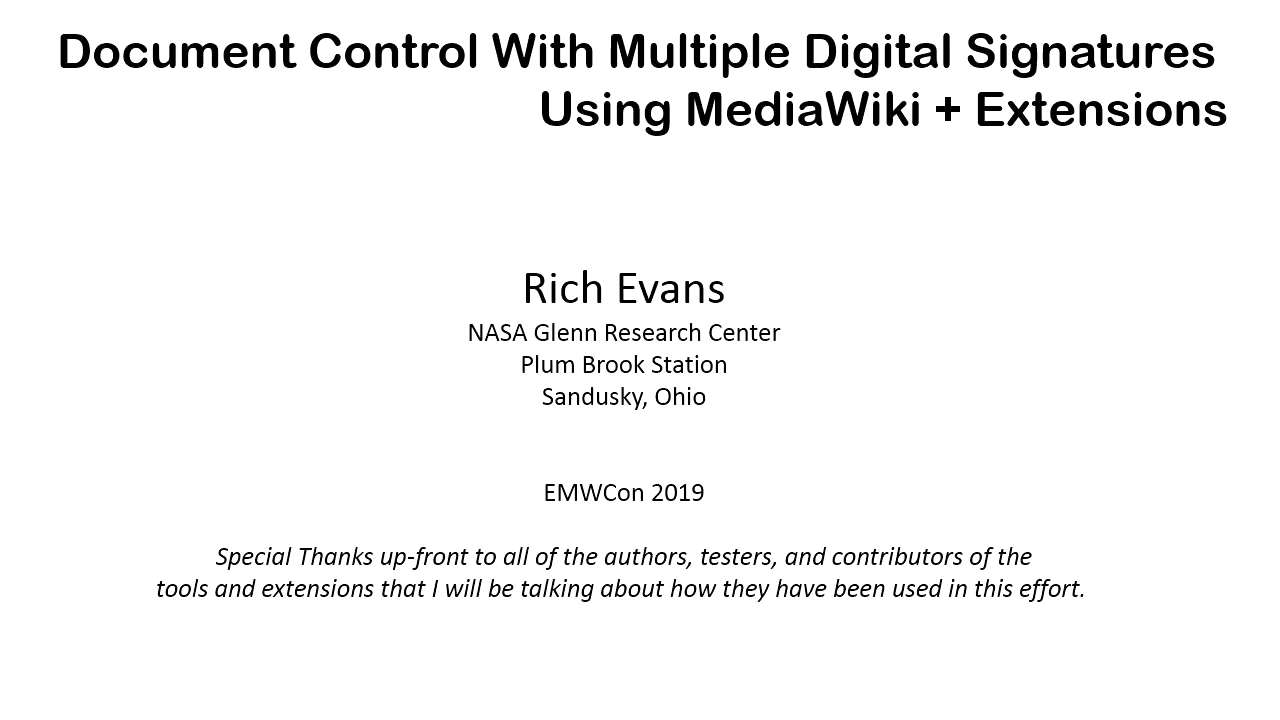 Document Control With Multiple Digital Signatures
Using MediaWiki + Extensions
Rich Evans
NASA Glenn Research Center
Plum Brook Station
Sandusky, Ohio
EMWCon 2019
Special Thanks up-front to all of the authors, testers, and contributors of the
tools and extensions that I will be talking about how they have been used in this effort.